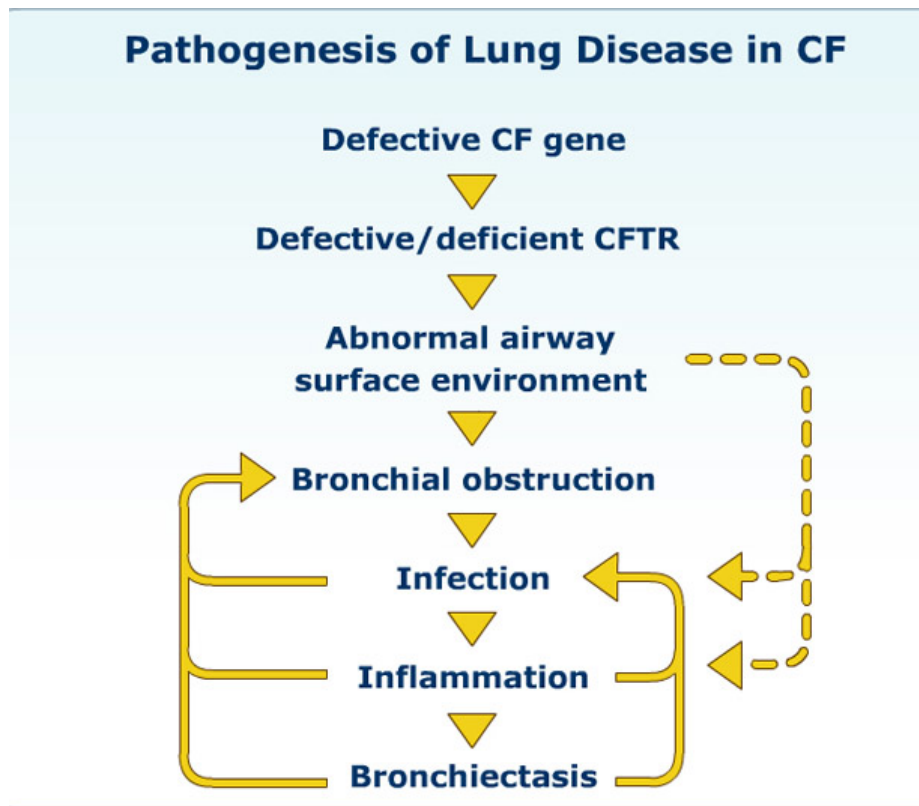 Pathogenesis of Lung Disease in CF
Defective CF gene
Defective/deficient CFTR
Abnormal airway
surface environment
Bronchial obstruction
Infection
Inflammation
Bronchiectasis